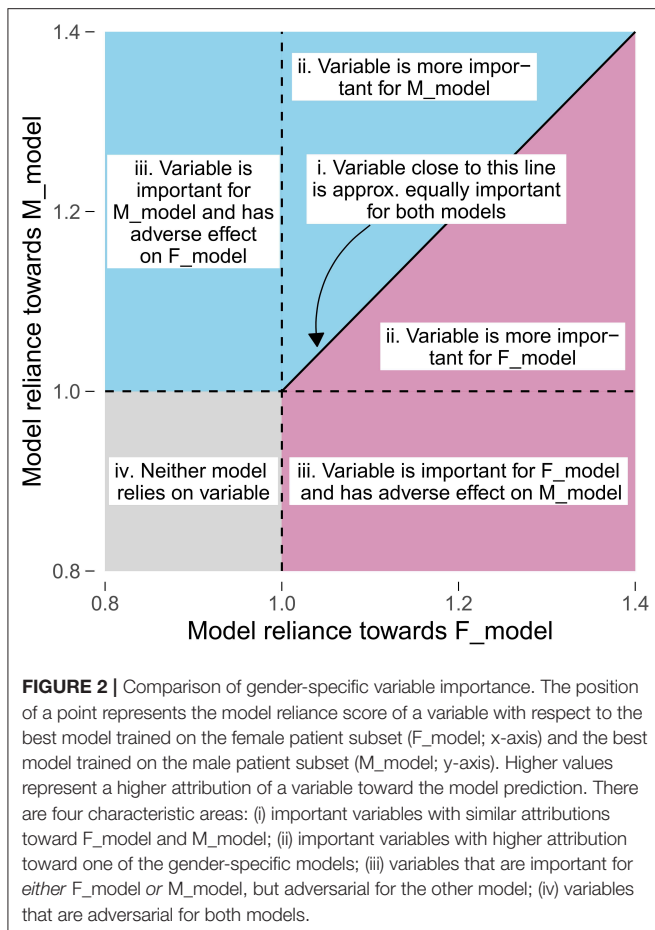 1.4
ii. Variable is more impor–
tant for M_model
iii. Variable is
important for
M_model and has
adverse effect
on F_model
i. Variable close to this line
is approx. equally important
for both models
1.2
ii. Variable is more impor–
tant for F_model
1.0
iv. Neither model
relies on variable
iii. Variable is important for F_model
and has adverse effect on M_model
0.8
Model reliance towards M_model
0.8
1.0
1.2
1.4
Model reliance towards F_model
FIGURE 2 | Comparison of gender-specific variable importance. The position
of a point represents the model reliance score of a variable with respect to the
best model trained on the female patient subset (F_model; x-axis) and the best
model trained on the male patient subset (M_model; y-axis). Higher values
represent a higher attribution of a variable toward the model prediction. There
are four characteristic areas: (i) important variables with similar attributions
toward F_model and M_model; (ii) important variables with higher attribution
toward one of the gender-specific models; (iii) variables that are important for
either F_model or M_model, but adversarial for the other model; (iv) variables
that are adversarial for both models.